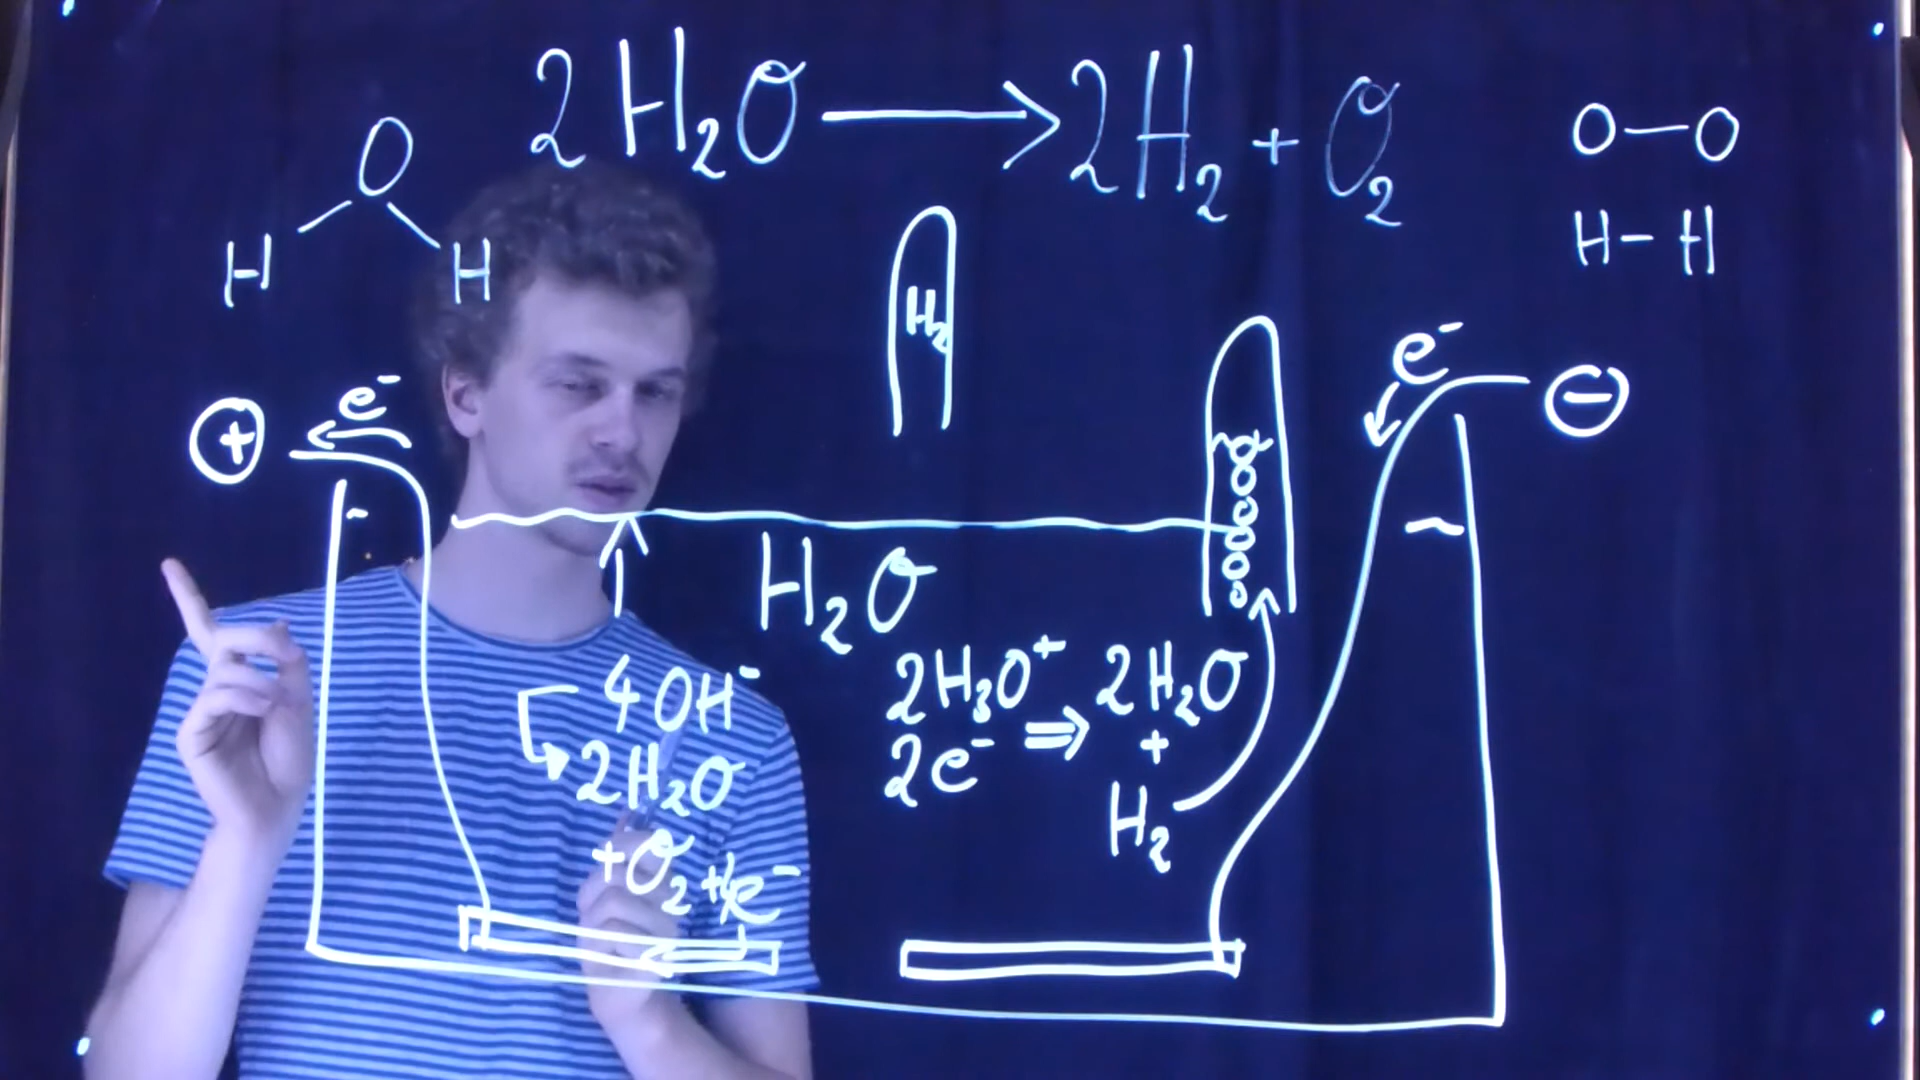 2H₂O → 2H₂ + O₂
O
H H
O—O
H—H
H₂
e⁻
⊕
e⁻
⊖
H₂O
4OH⁻
2H₂O
+O₂+4e⁻
2H₃O⁺ ⇒ 2H₂O
2e⁻ +
H₂